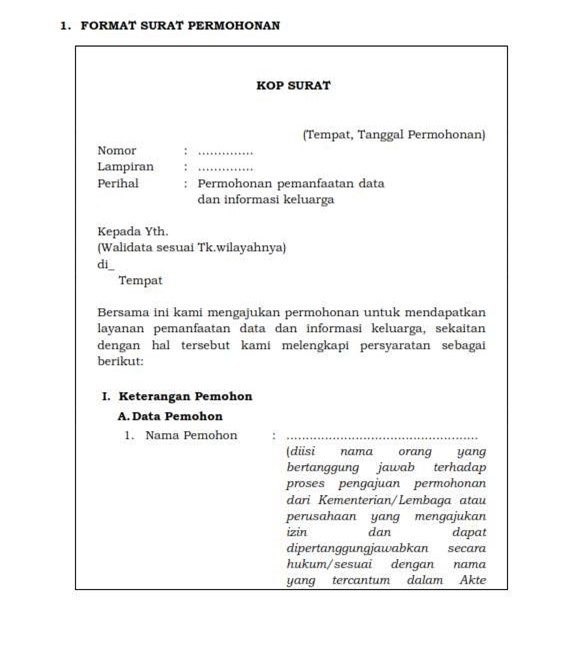 1. FORMAT SURAT PERMOHONAN
KOP SURAT
(Tempat, Tanggal Permohonan)
Nomor : ..............
Lampiran : ..............
Perihal : Permohonan pemanfaatan data
dan informasi keluarga
Kepada Yth.
(Walidata sesuai Tk.wilayahnya)
di_
Tempat
Bersama ini kami mengajukan permohonan untuk mendapatkan
layanan pemanfaatan data dan informasi keluarga, sekaitan
dengan hal tersebut kami melengkapi persyaratan sebagai
berikut:
I. Keterangan Pemohon
A. Data Pemohon
1. Nama Pemohon : ..................................................
(diisi nama orang yang
bertanggung jawab terhadap
proses pengajuan permohonan
dari Kementerian/Lembaga atau
perusahaan yang mengajukan
izin dan dapat
dipertanggungjawabkan secara
hukum/sesuai dengan nama
yang tercantum dalam Akte